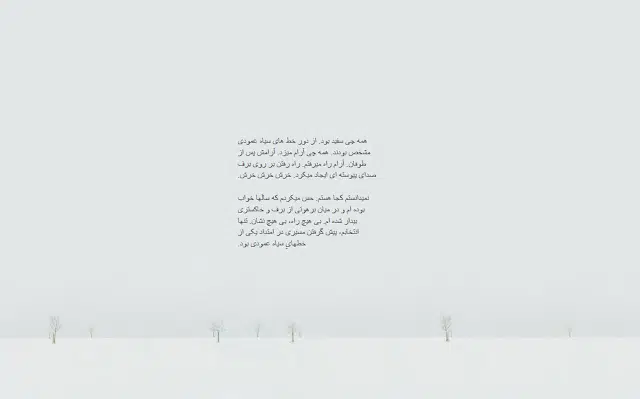 همه چی سفید بود. از دور خط های سیاه عمودی
مشخص بودند. همه چی آرام میزد. آرامش پس از
طوفان. آرام راه میرفتم. راه رفتن بر روی برف
صدای پیوسته ای ایجاد میکرد. خرش خرش خرش.
نمیدانستم کجا هستم. حس میکردم که سالها خواب
بوده ام و در میان برهوتی از برف و خاکستری
بیدار شده ام. بی هیچ راه، بی هیچ نشان. تنها
انتخابم، پیش گرفتن مسیری در امتداد یکی از
خطهای سیاه عمودی بود.